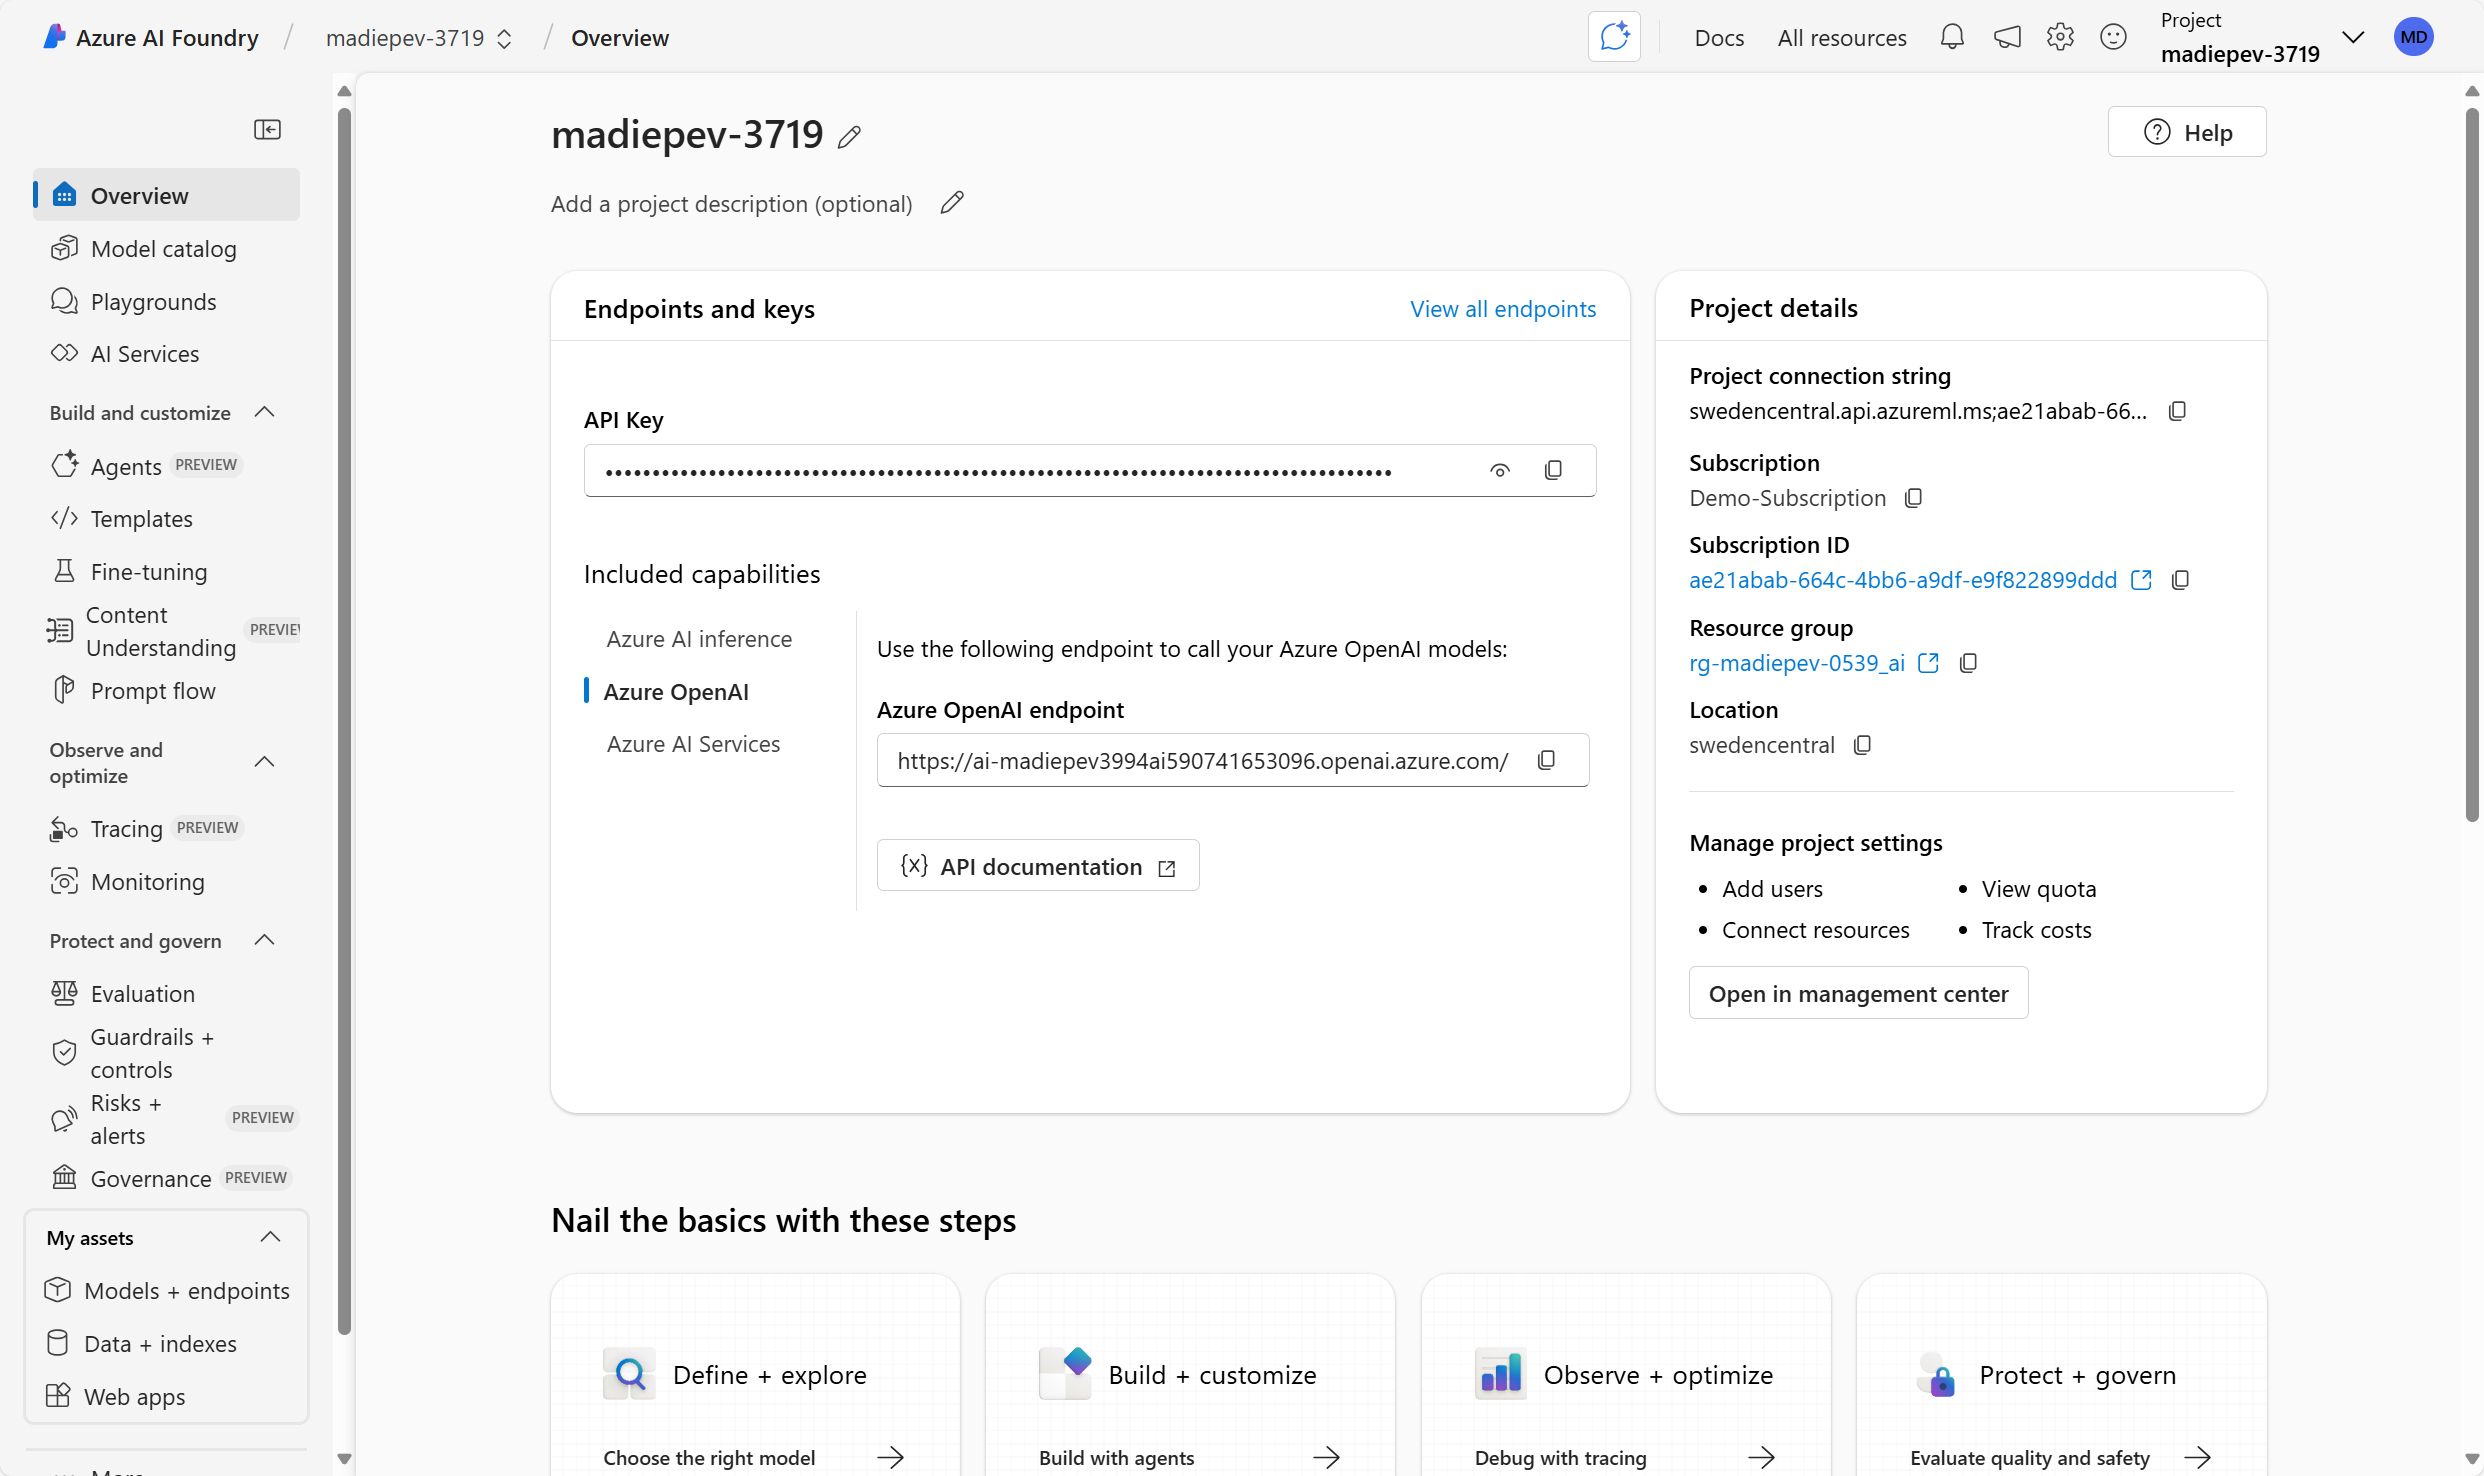 Azure AI Foundry / madiepev-3719 / Overview
Docs
All resources
Project
madiepev-3719
MD
Overview
Model catalog
Playgrounds
AI Services
Build and customize
Agents PREVIEW
Templates
Fine-tuning
Content
Understanding
Prompt flow
Observe and
optimize
Tracing PREVIEW
Monitoring
Protect and govern
Evaluation
Guardrails +
controls
Risks +
alerts
PREVIEW
Governance PREVIEW
My assets
Models + endpoints
Data + indexes
Web apps
madiepev-3719
Help
Add a project description (optional)
Endpoints and keys
View all endpoints
API Key
Included capabilities
Azure AI inference
Azure OpenAI
Azure AI Services
Use the following endpoint to call your Azure OpenAI models:
Azure OpenAI endpoint
https://ai-madiepev3994ai590741653096.openai.azure.com/
{x} API documentation
Project details
Project connection string
swedencentral.api.azureml.ms;ae21abab-66...
Subscription
Demo-Subscription
Subscription ID
ae21abab-664c-4bb6-a9df-e9f822899ddd
Resource group
rg-madiepev-0539_ai
Location
swedencentral
Manage project settings
• Add users
• View quota
• Connect resources
• Track costs
Open in management center
Nail the basics with these steps
Define + explore
Choose the right model
Build + customize
Build with agents
Observe + optimize
Debug with tracing
Protect + govern
Evaluate quality and safety